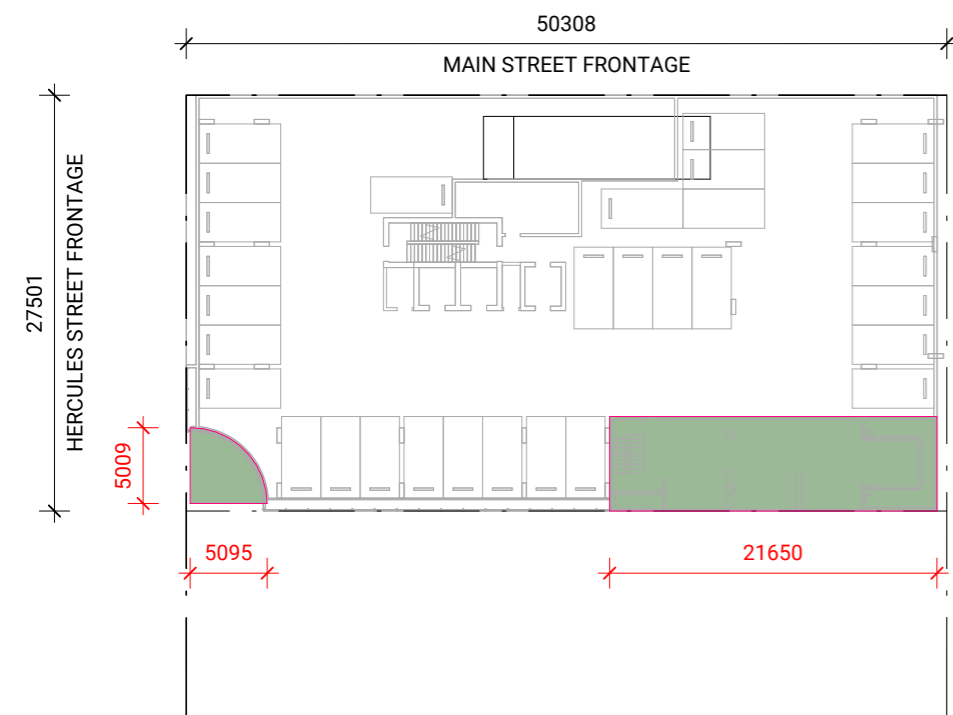 50308
MAIN STREET FRONTAGE
27501
HERCULES STREET FRONTAGE
5009
5095
21650